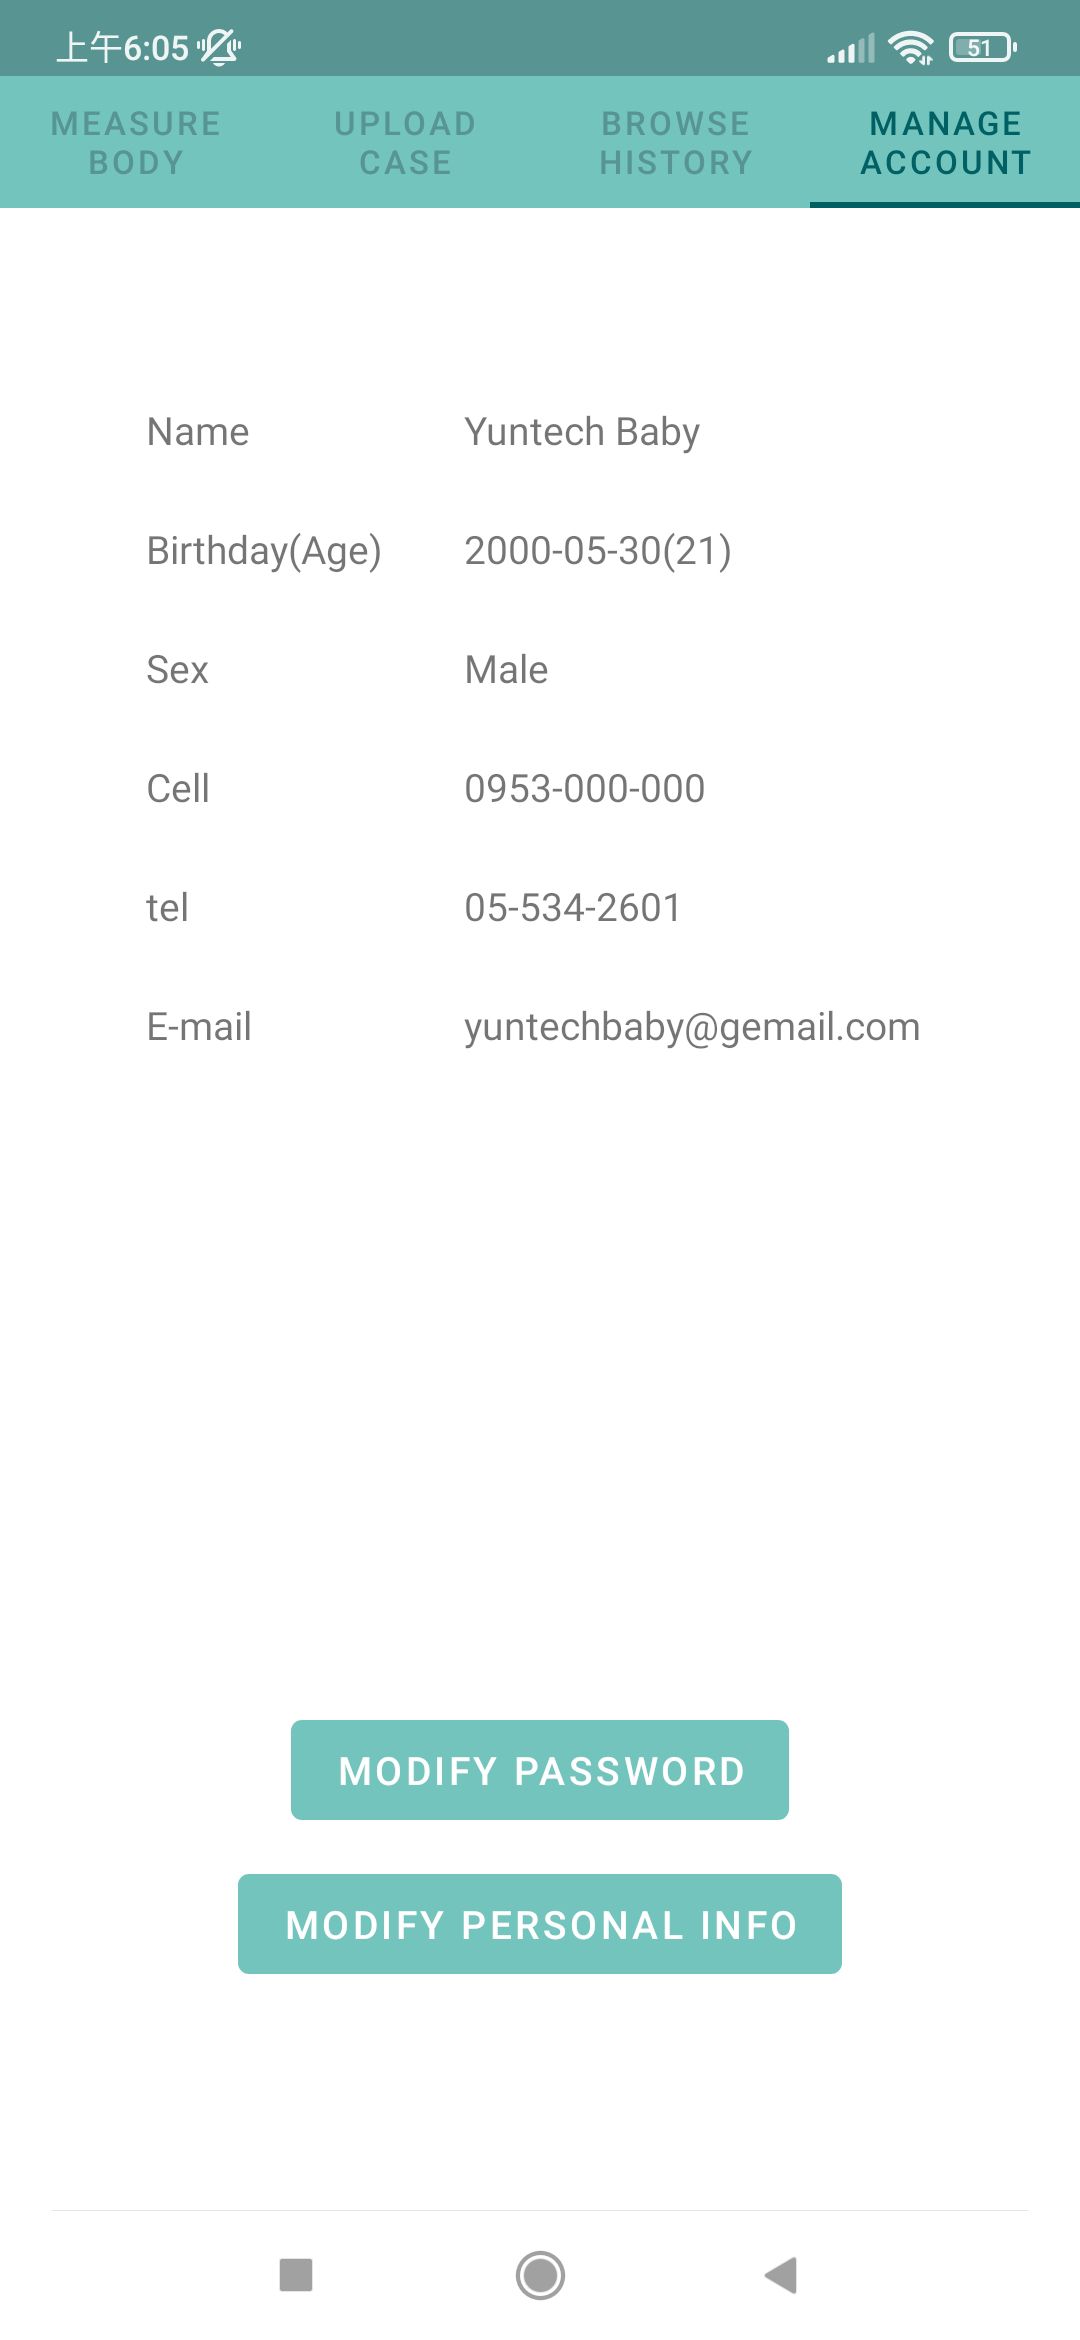 上午6:05
51
MEASURE BODY
UPLOAD CASE
BROWSE HISTORY
MANAGE ACCOUNT
Name Yuntech Baby
Birthday(Age) 2000-05-30(21)
Sex Male
Cell 0953-000-000
tel 05-534-2601
E-mail yuntechbaby@gemail.com
MODIFY PASSWORD
MODIFY PERSONAL INFO